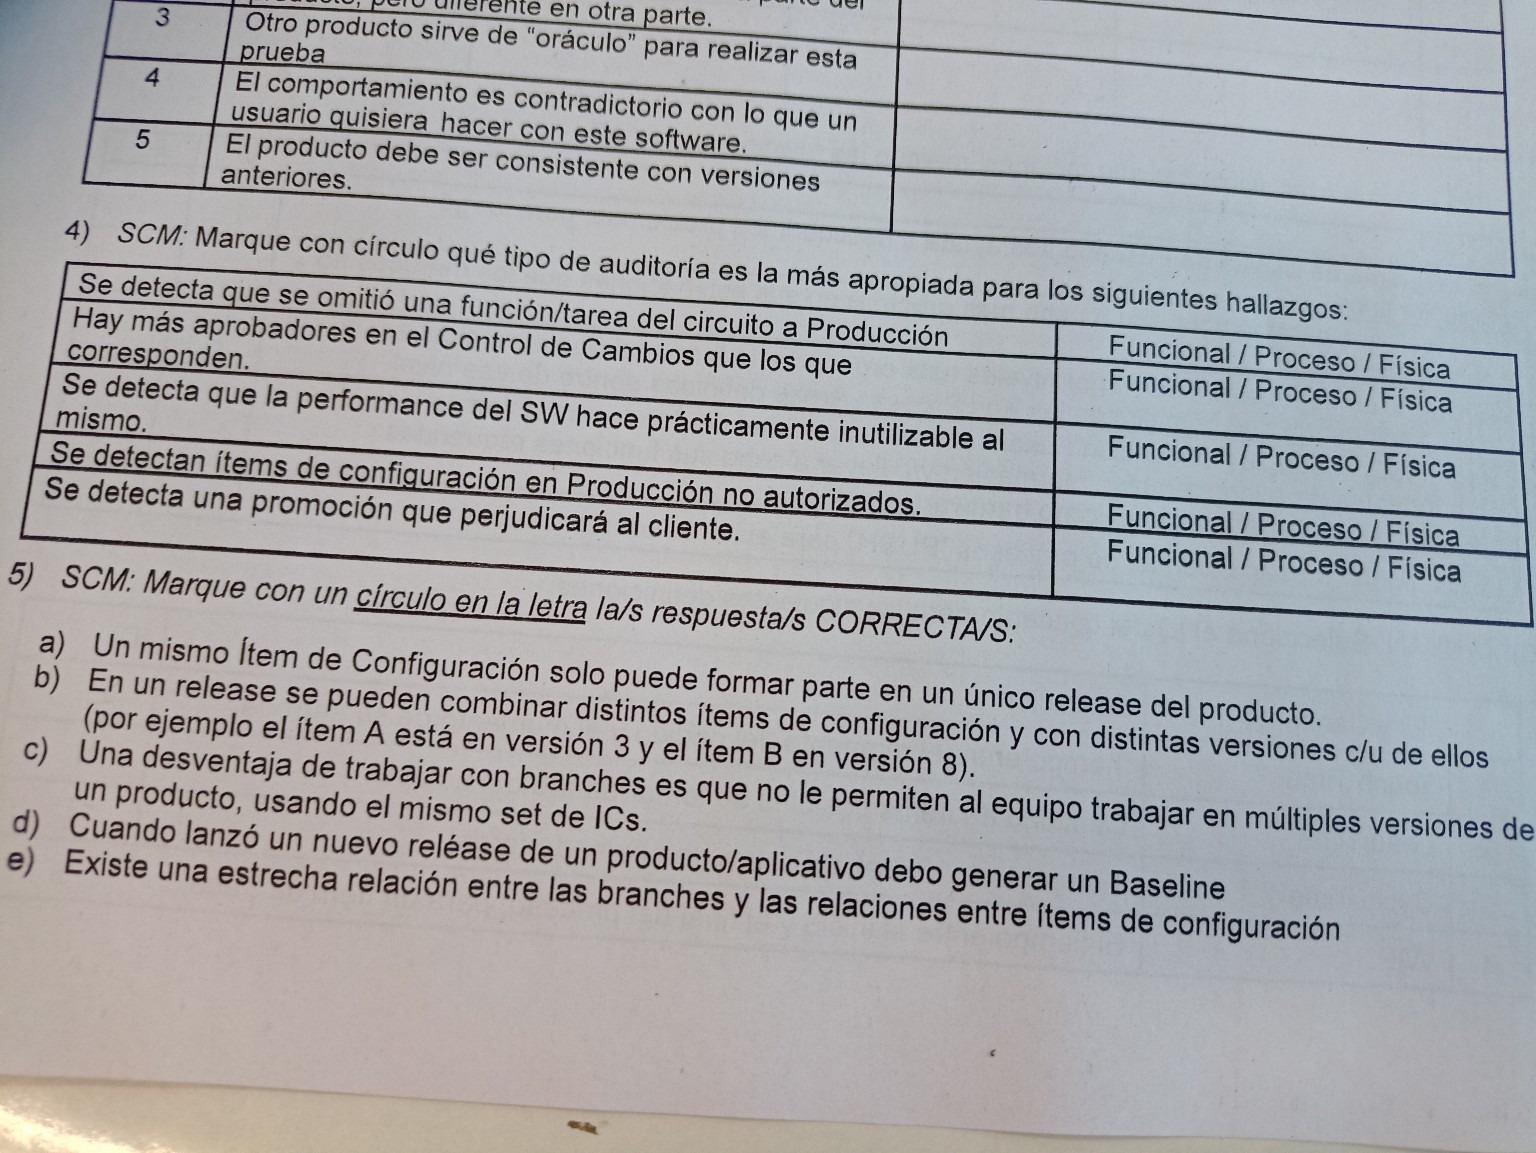 diferente en otra parte.
3 Otro producto sirve de “oráculo” para realizar esta
prueba
4 El comportamiento es contradictorio con lo que un
usuario quisiera hacer con este software.
5 El producto debe ser consistente con versiones
anteriores.
4) SCM: Marque con círculo qué tipo de auditoría es la más apropiada para los siguientes hallazgos:
Se detecta que se omitió una función/tarea del circuito a Producción Funcional / Proceso / Física
Hay más aprobadores en el Control de Cambios que los que Funcional / Proceso / Física
corresponden.
Se detecta que la performance del SW hace prácticamente inutilizable al Funcional / Proceso / Física
mismo.
Se detectan ítems de configuración en Producción no autorizados. Funcional / Proceso / Física
Se detecta una promoción que perjudicará al cliente. Funcional / Proceso / Física
5) SCM: Marque con un círculo en la letra la/s respuesta/s CORRECTA/S:
a) Un mismo Ítem de Configuración solo puede formar parte en un único release del producto.
b) En un release se pueden combinar distintos ítems de configuración y con distintas versiones c/u de ellos
(por ejemplo el ítem A está en versión 3 y el ítem B en versión 8).
c) Una desventaja de trabajar con branches es que no le permiten al equipo trabajar en múltiples versiones de
un producto, usando el mismo set de ICs.
d) Cuando lanzó un nuevo reléase de un producto/aplicativo debo generar un Baseline
e) Existe una estrecha relación entre las branches y las relaciones entre ítems de configuración